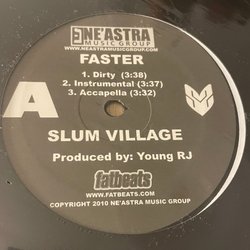 NE'ASTRA
MUSIC GROUP
WWW.NEASTRAMUSICGROUP.COM
FASTER
1. Dirty (3:38)
2. Instrumental (3:37)
3. Accapella (3:32)
A
SLUM VILLAGE
Produced by: Young RJ
fatbeats
WWW.FATBEATS.COM
COPYRIGHT 2010 NE'ASTRA MUSIC GROUP